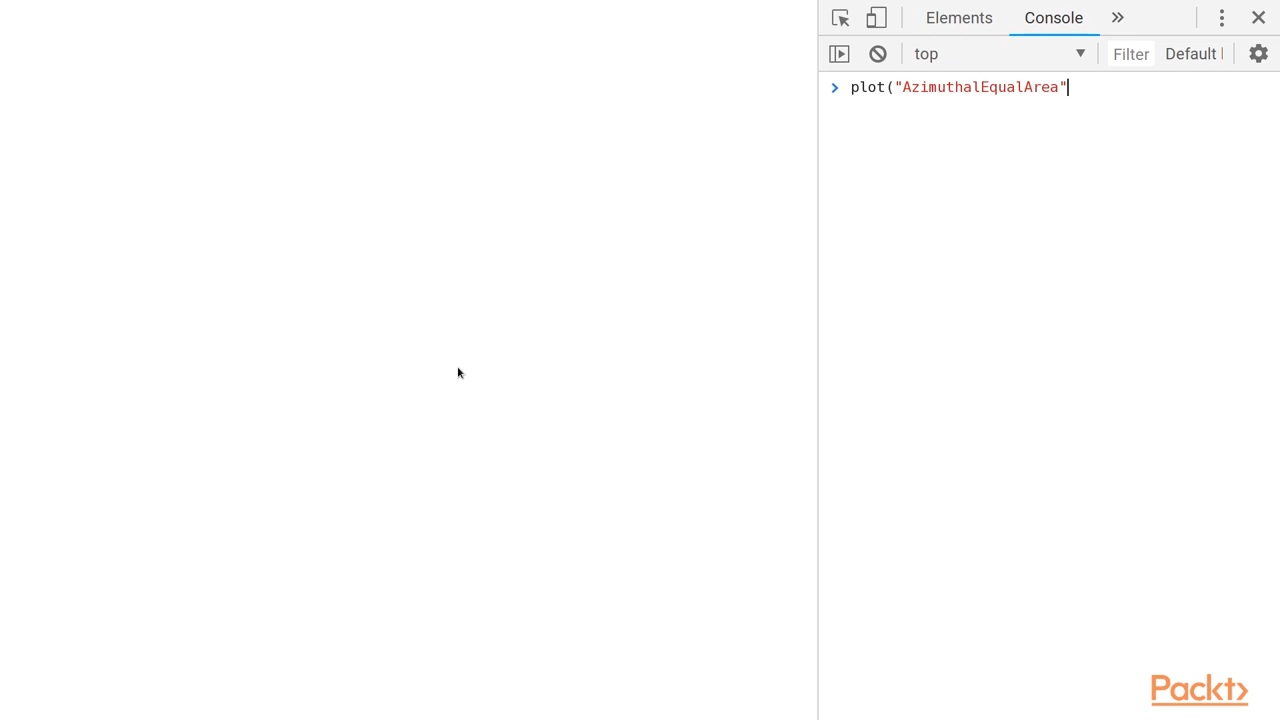 Elements Console
top Filter Default
plot("AzimuthalEqualArea"
Packt